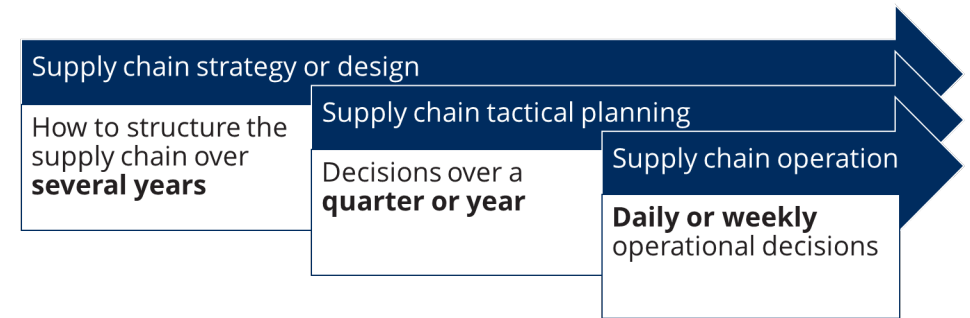 Supply chain strategy or design
How to structure the
supply chain over
several years
Supply chain tactical planning
Decisions over a
quarter or year
Supply chain operation
Daily or weekly
operational decisions